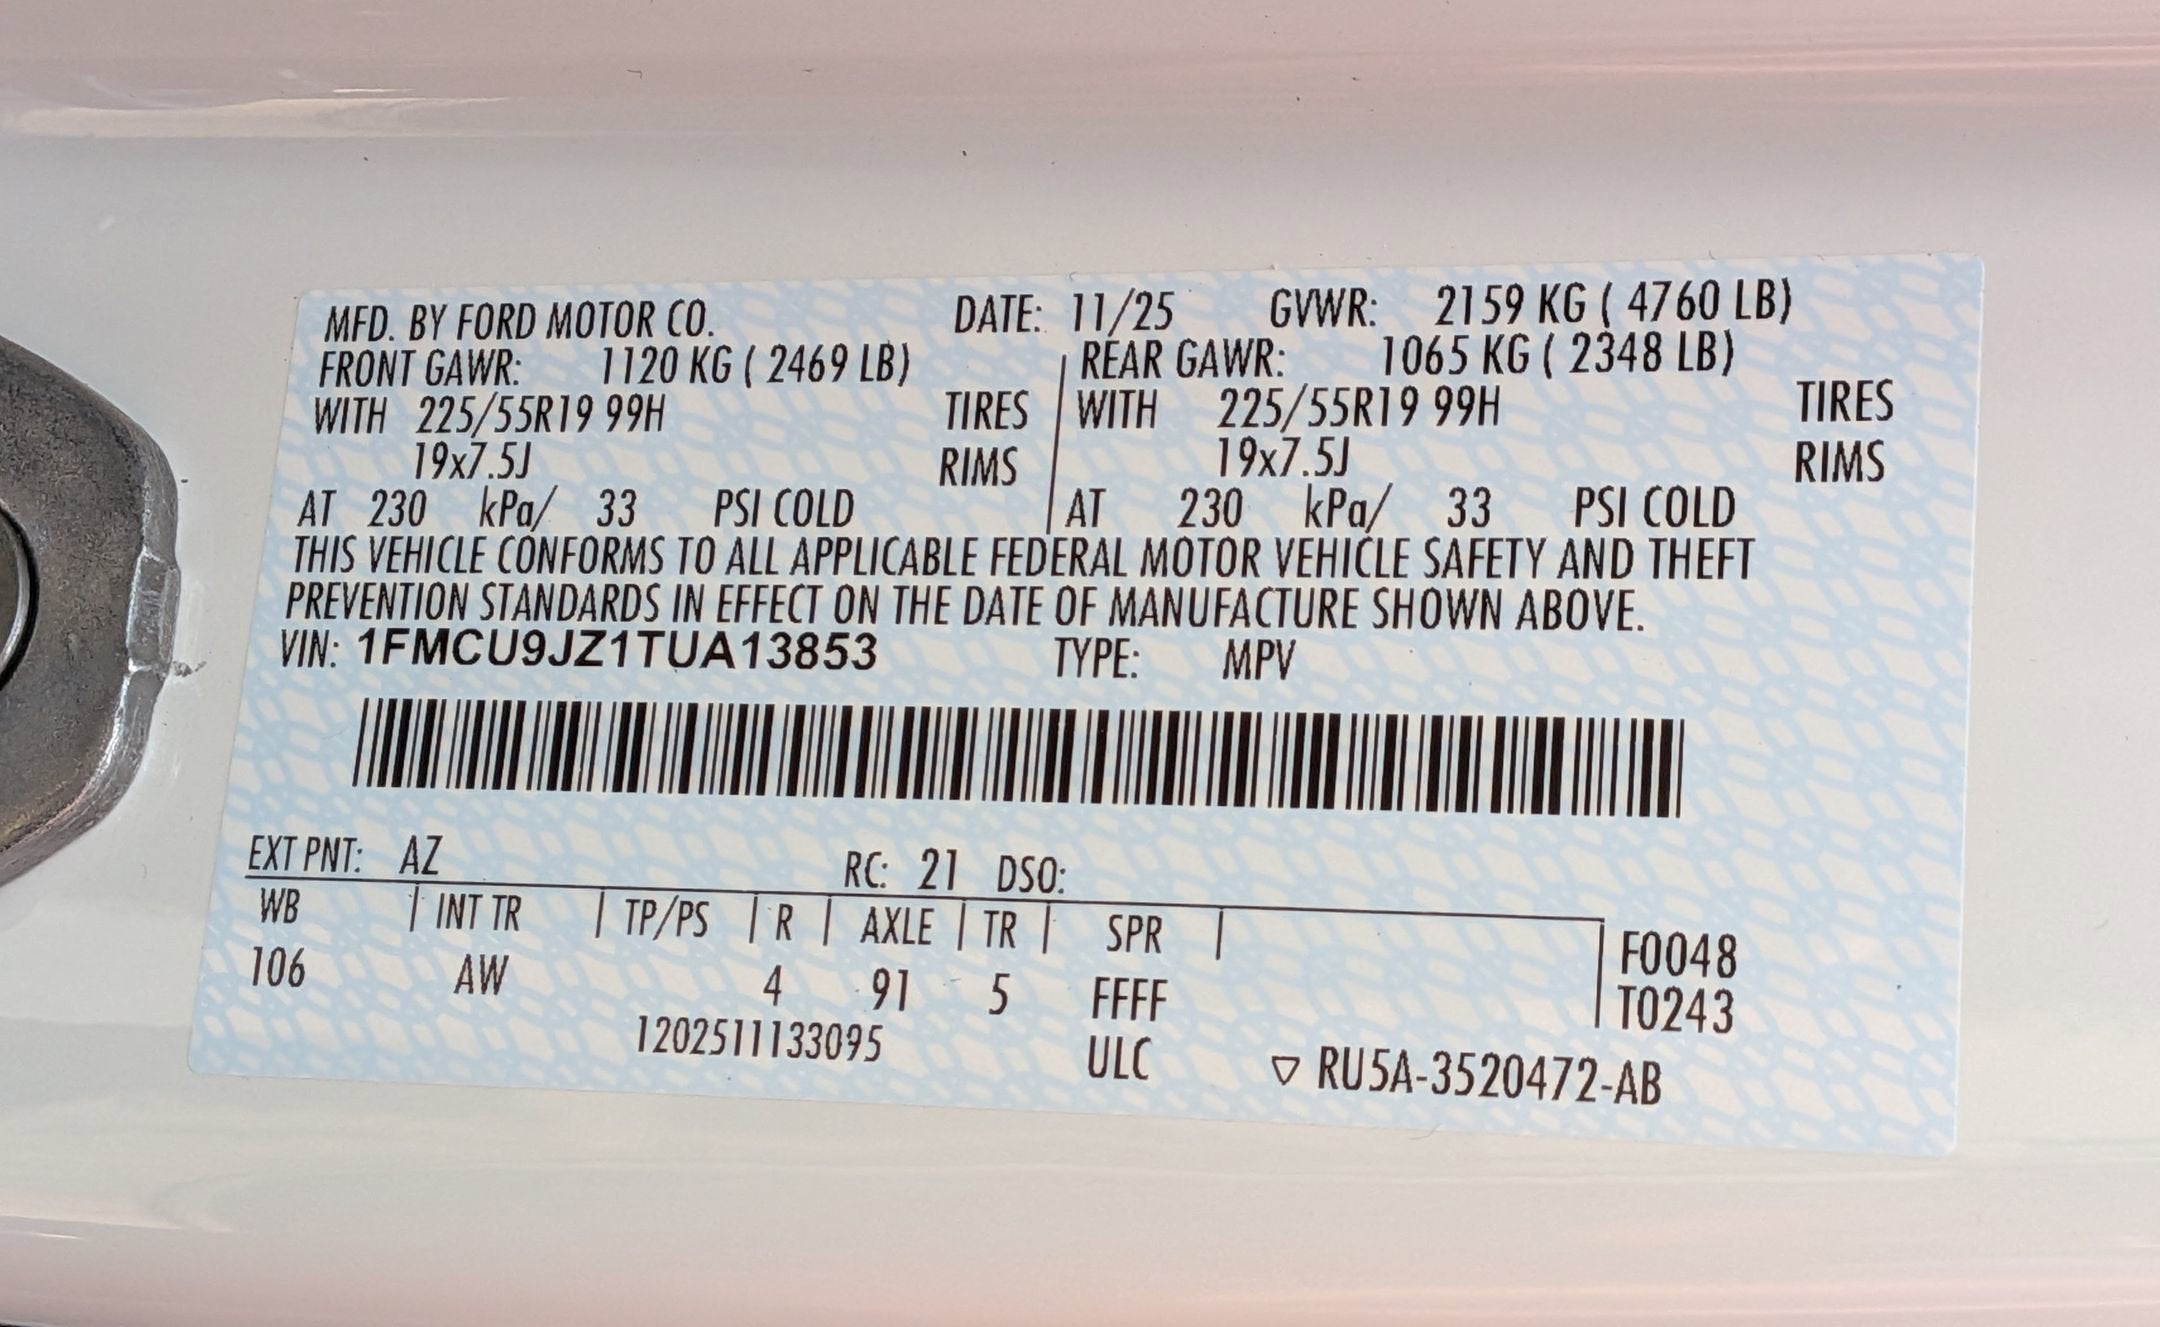 MFD. BY FORD MOTOR CO. DATE: 11/25 GVWR: 2159 KG ( 4760 LB)
FRONT GAWR: 1120 KG ( 2469 LB) REAR GAWR: 1065 KG ( 2348 LB)
WITH 225/55R19 99H TIRES WITH 225/55R19 99H TIRES
19x7.5J RIMS 19x7.5J RIMS
AT 230 kPa/ 33 PSI COLD AT 230 kPa/ 33 PSI COLD
THIS VEHICLE CONFORMS TO ALL APPLICABLE FEDERAL MOTOR VEHICLE SAFETY AND THEFT
PREVENTION STANDARDS IN EFFECT ON THE DATE OF MANUFACTURE SHOWN ABOVE.
VIN: 1FMCU9JZ1TUA13853 TYPE: MPV
EXT PNT: AZ RC: 21 DSO:
WB INT TR TP/PS R AXLE TR SPR F0048
106 AW 4 91 5 FFFF T0243
1202511133095 ULC ▽ RU5A-3520472-AB